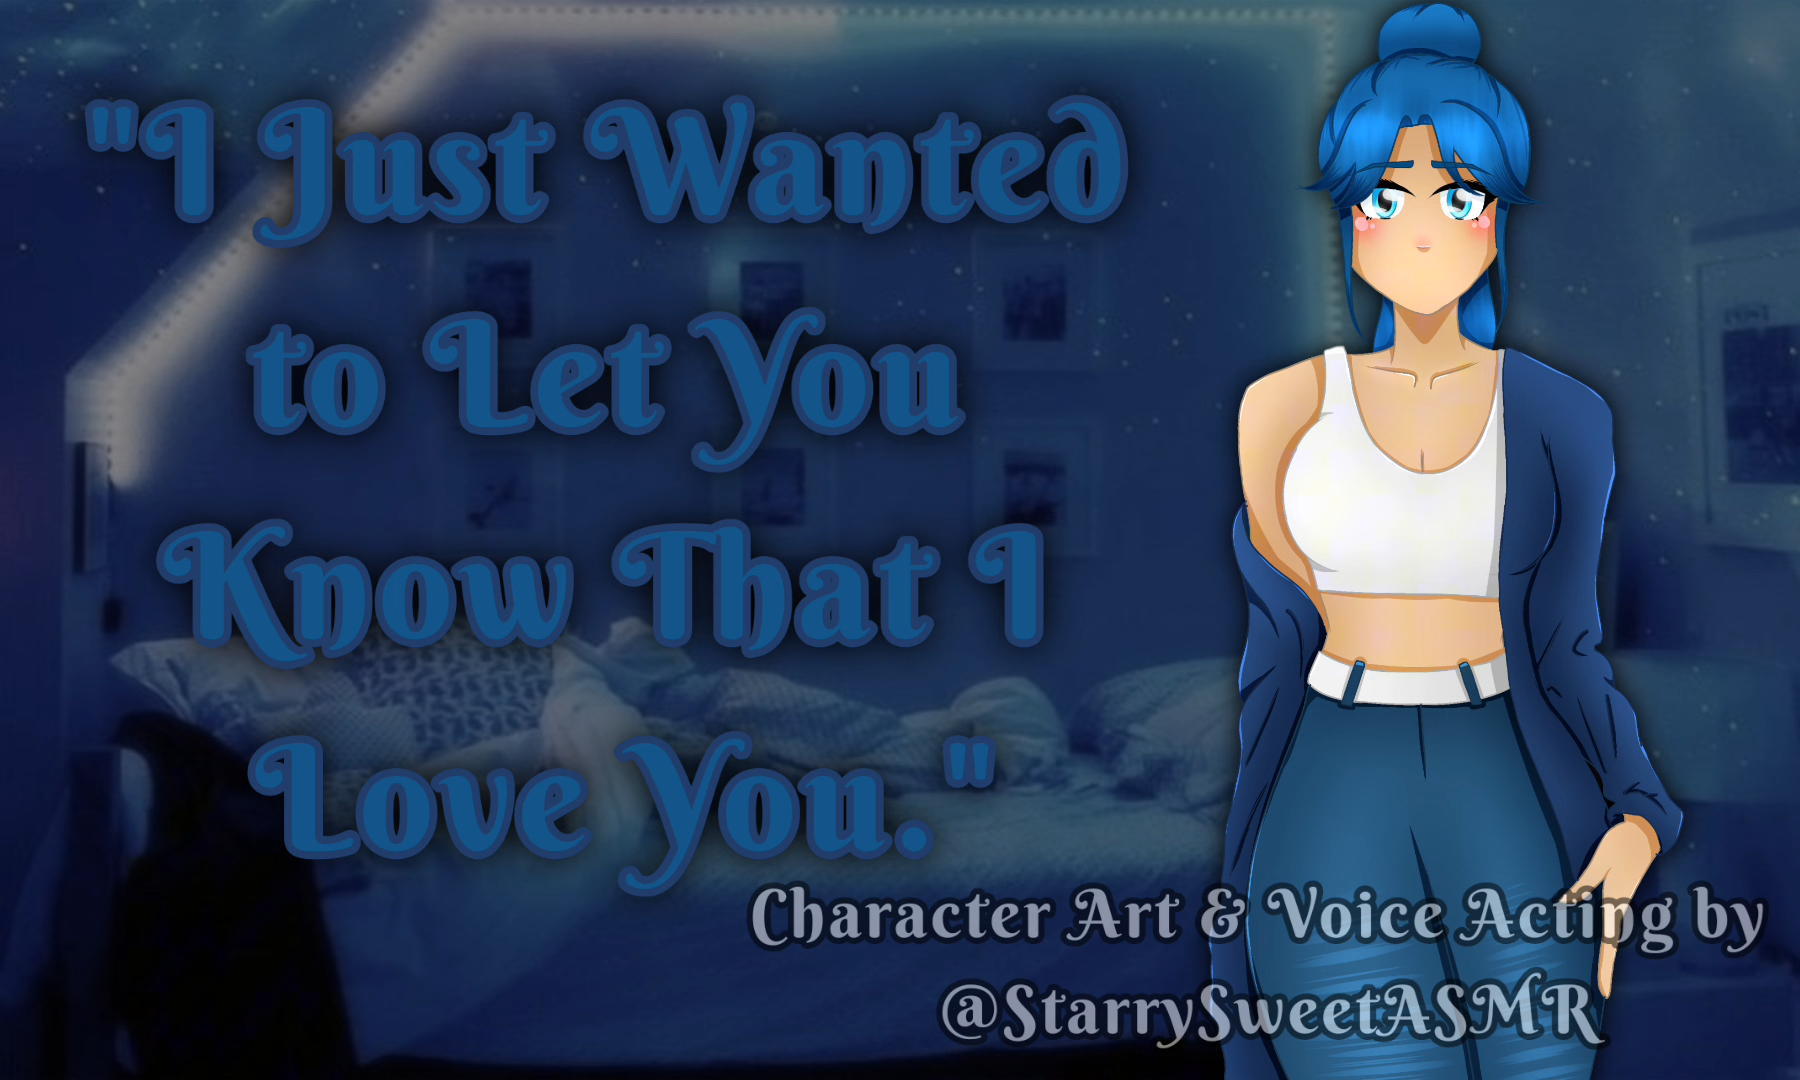 "I Just Wanted
to Let You
Know That I
Love You."
Character Art & Voice Acting by
@StarrySweetASMR